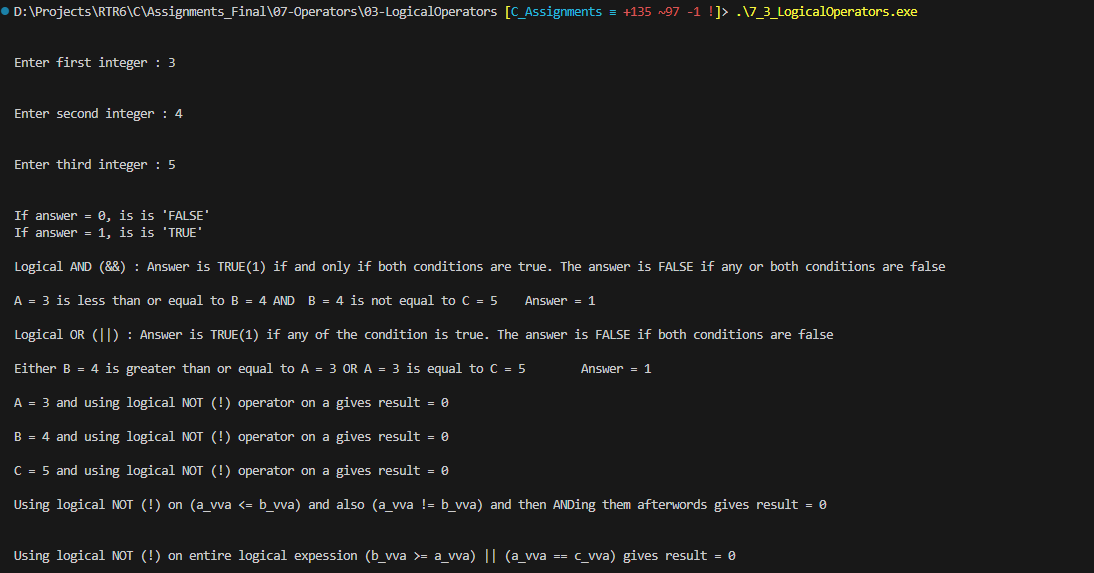 D:\Projects\RTR6\C\Assignments_Final\07-Operators\03-LogicalOperators [C_Assignments ≡ +135 ~97 -1 !]> .\7_3_LogicalOperators.exe
Enter first integer : 3
Enter second integer : 4
Enter third integer : 5
If answer = 0, is is 'FALSE'
If answer = 1, is is 'TRUE'
Logical AND (&&) : Answer is TRUE(1) if and only if both conditions are true. The answer is FALSE if any or both conditions are false
A = 3 is less than or equal to B = 4 AND  B = 4 is not equal to C = 5    Answer = 1
Logical OR (||) : Answer is TRUE(1) if any of the condition is true. The answer is FALSE if both conditions are false
Either B = 4 is greater than or equal to A = 3 OR A = 3 is equal to C = 5        Answer = 1
A = 3 and using logical NOT (!) operator on a gives result = 0
B = 4 and using logical NOT (!) operator on a gives result = 0
C = 5 and using logical NOT (!) operator on a gives result = 0
Using logical NOT (!) on (a_vva <= b_vva) and also (a_vva != b_vva) and then ANDing them afterwords gives result = 0
Using logical NOT (!) on entire logical expession (b_vva >= a_vva) || (a_vva == c_vva) gives result = 0